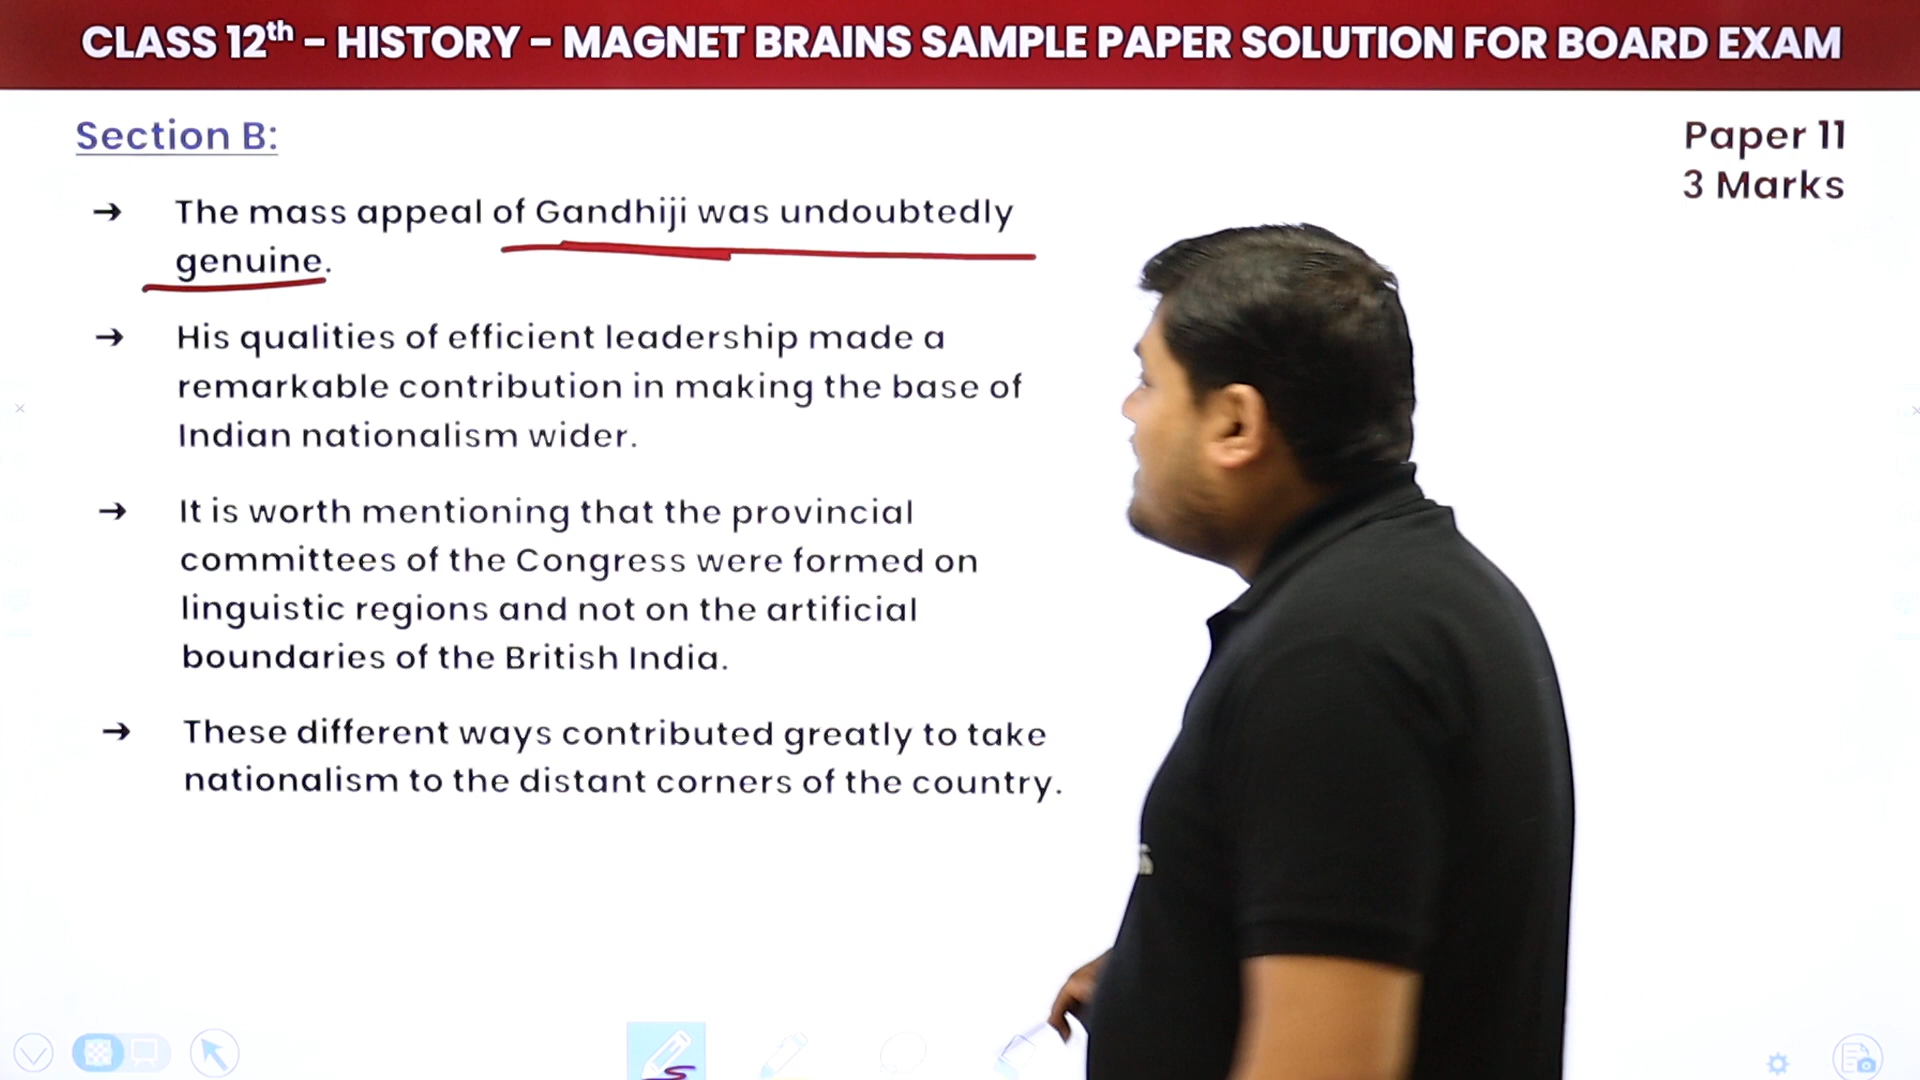 CLASS 12th - HISTORY - MAGNET BRAINS SAMPLE PAPER SOLUTION FOR BOARD EXAM
Section B:
Paper 11
3 Marks
→ The mass appeal of Gandhiji was undoubtedly
genuine.
→ His qualities of efficient leadership made a
remarkable contribution in making the base of
Indian nationalism wider.
→ It is worth mentioning that the provincial
committees of the Congress were formed on
linguistic regions and not on the artificial
boundaries of the British India.
→ These different ways contributed greatly to take
nationalism to the distant corners of the country.